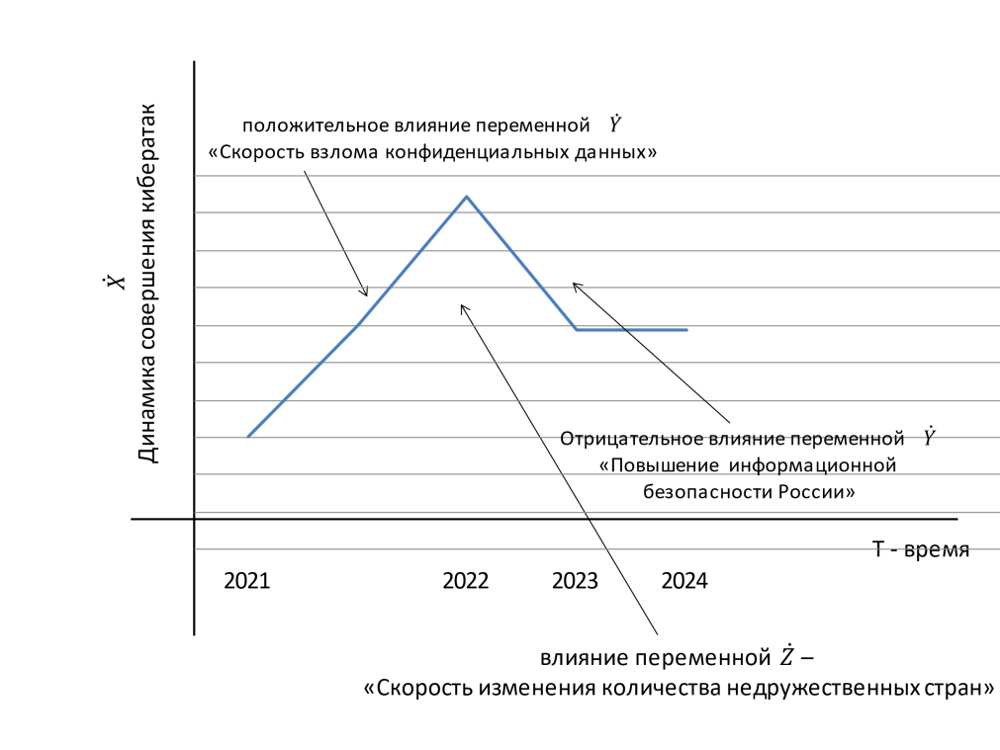 положительное влияние переменной Ẏ
«Скорость взлома конфиденциальных данных»
Ẋ
Динамика совершения кибератак
Отрицательное влияние переменной Ẏ
«Повышение информационной
безопасности России»
T - время
2021 2022 2023 2024
влияние переменной Ż –
«Скорость изменения количества недружественных стран»